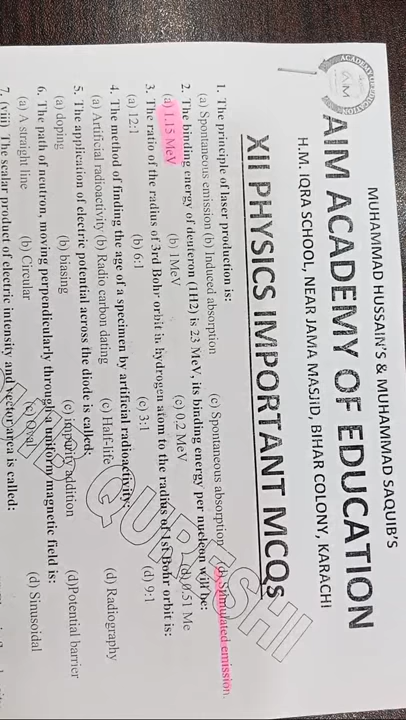 MUHAMMAD HUSSAIN'S & MUHAMMAD SAQUIB'S
AIM ACADEMY OF EDUCATION
H.M. IQRA SCHOOL, NEAR JAMA MASJID, BIHAR COLONY, KARACHI
XII PHYSICS IMPORTANT MCQs
1. The principle of laser production is:
(a) Spontaneous emission (b) Induced absorption (c) Spontaneous absorption (d) Stimulated emission.
2. The binding energy of deuteron (1H2) is 23 MeV, its binding energy per nucleon will be:
(a) 1.15 MeV (b) 1MeV (c) 0.2 MeV (d) 9.51 Me
3. The ratio of the radius of 3rd Bohr orbit in hydrogen atom to the radius of 1st Bohr orbit is:
(a) 12:1 (b) 6:1 (c) 3:1 (d) 9:1
4. The method of finding the age of a specimen by artificial radioactivity:
(a) Artificial radioactivity (b) Radio carbon dating (c) Half-life (d) Radiography
5. The application of electric potential across the diode is called:
(a) doping (b) biasing (c) impurity addition (d)Potential barrier
6. The path of neutron, moving perpendicularly through a uniform magnetic field is:
(a) A straight line (b) Circular (c) Oval (d) Sinusoidal
7. (viii) The scalar product of electric intensity and vector area is called:
QURESHI